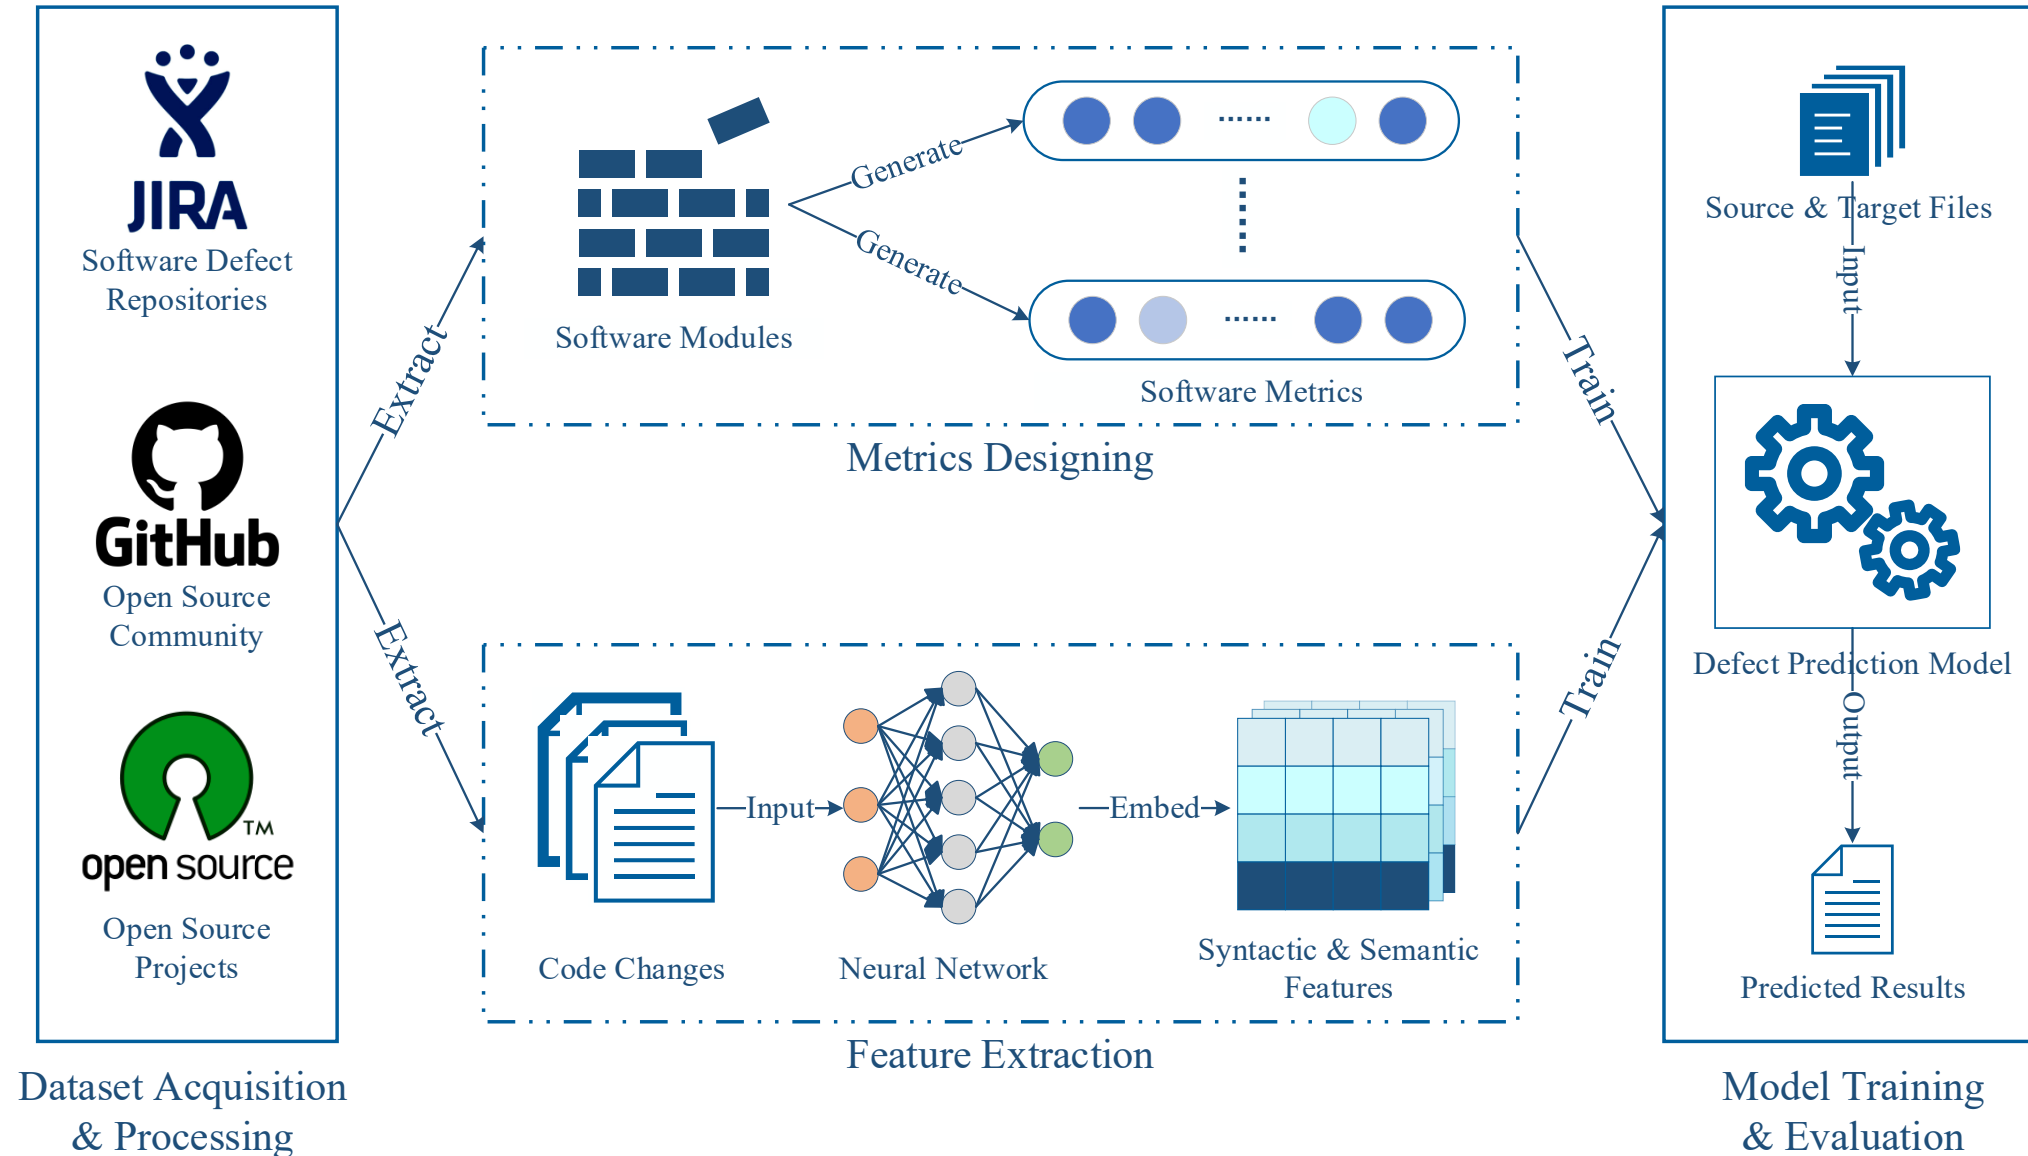 JIRA
Software Defect
Repositories
GitHub
Open Source
Community
TM
open source
Open Source
Projects
Dataset Acquisition
& Processing
Extract
Extract
Software Modules
Generate
Generate
Software Metrics
Metrics Designing
Code Changes
Input
Neural Network
Embed
Syntactic & Semantic
Features
Feature Extraction
Train
Train
Source & Target Files
Input
Defect Prediction Model
Output
Predicted Results
Model Training
& Evaluation